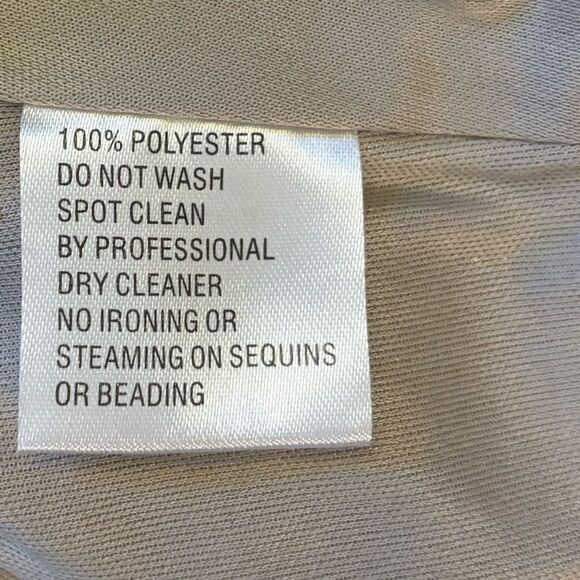 100% POLYESTER
DO NOT WASH
SPOT CLEAN
BY PROFESSIONAL
DRY CLEANER
NO IRONING OR
STEAMING ON SEQUINS
OR BEADING